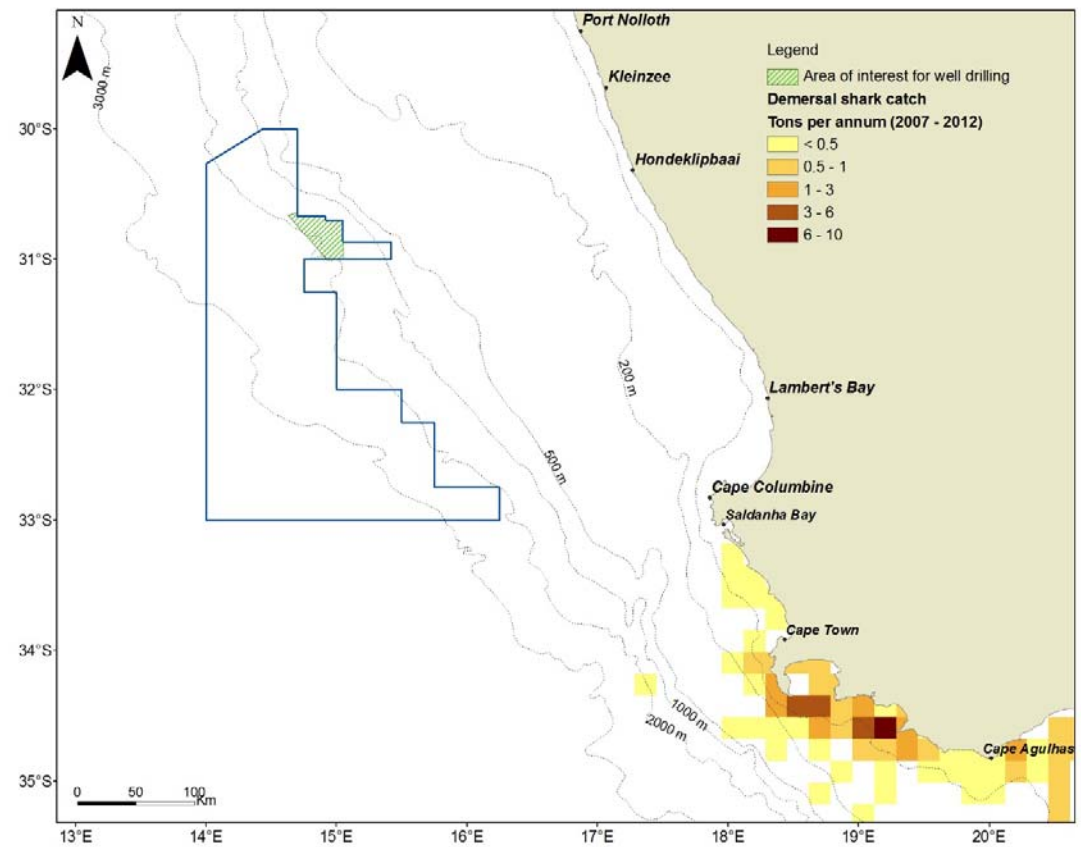 N
Port Nolloth
Kleinzee
Hondeklipbaai
Lambert's Bay
Cape Columbine
Saldanha Bay
Cape Town
Cape Agulhas
Legend
Area of interest for well drilling
Demersal shark catch
Tons per annum (2007 - 2012)
< 0.5
0.5 - 1
1 - 3
3 - 6
6 - 10
3000 m
200 m
500 m
1000 m
2000 m
30°S
31°S
32°S
33°S
34°S
35°S
0 50 100
Km
13°E 14°E 15°E 16°E 17°E 18°E 19°E 20°E